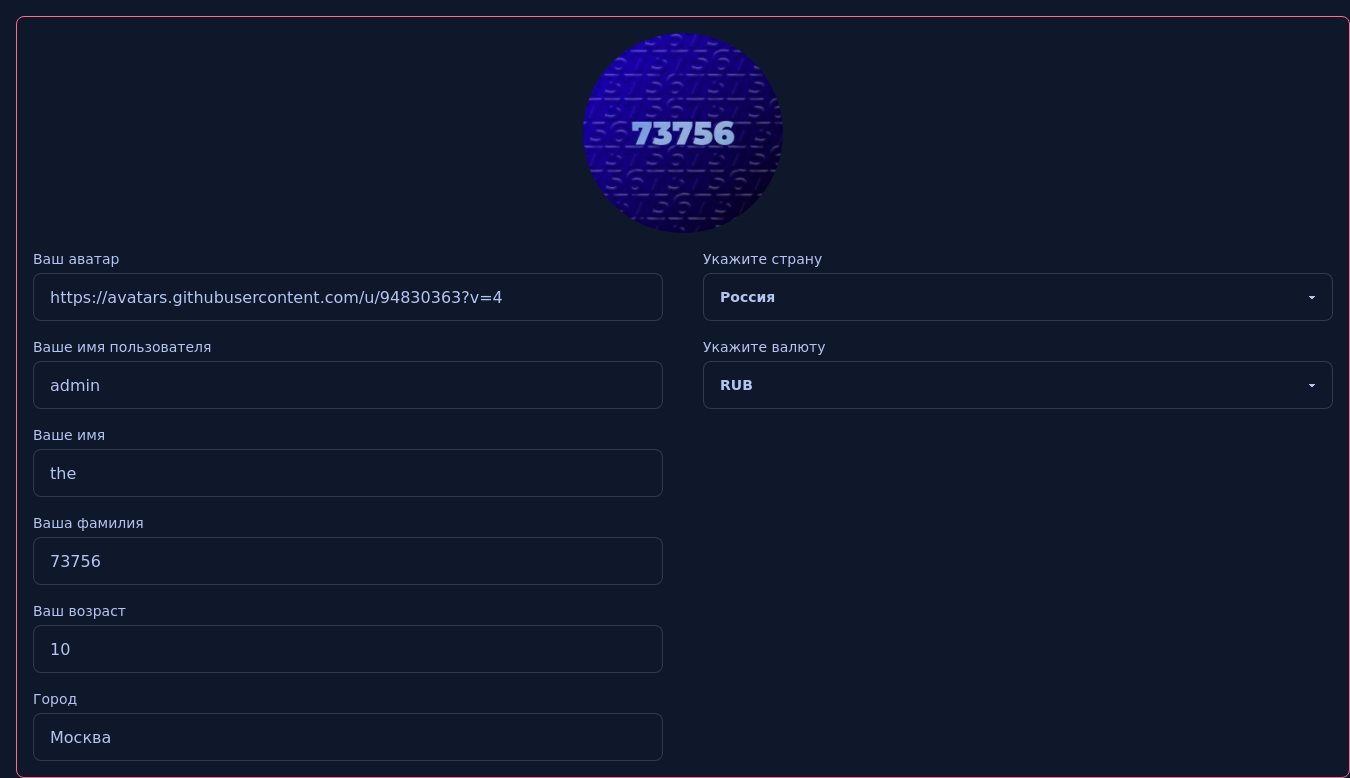 73756
Ваш аватар
https://avatars.githubusercontent.com/u/94830363?v=4
Ваше имя пользователя
admin
Ваше имя
the
Ваша фамилия
73756
Ваш возраст
10
Город
Москва
Укажите страну
Россия
Укажите валюту
RUB